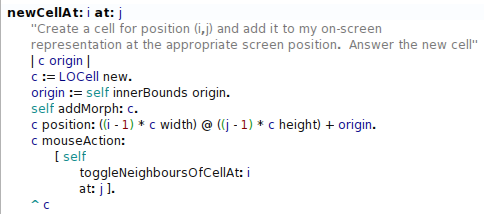 newCellAt: i at: j
"Create a cell for position (i,j) and add it to my on-screen
representation at the appropriate screen position.  Answer the new cell"
| c origin |
c := LOCell new.
origin := self innerBounds origin.
self addMorph: c.
c position: ((i - 1) * c width) @ ((j - 1) * c height) + origin.
c mouseAction:
[ self
toggleNeighboursOfCellAt: i
at: j ].
^ c